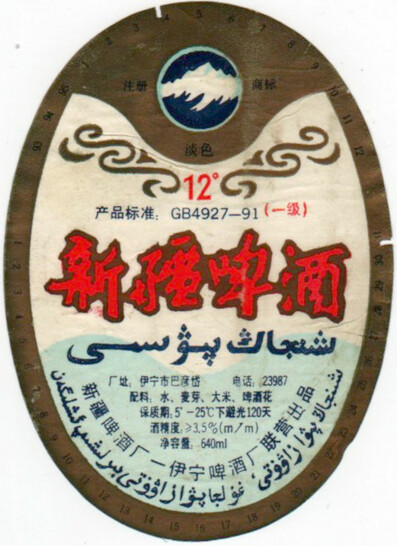 注册 商标
淡色
12°
产品标准: GB4927-91(一级)
新疆啤酒
شىنجاڭ پىۋىسى
厂址: 伊宁市巴彦岱 电话: 23987
配料: 水、麦芽、大米、啤酒花
保质期: 5°-25℃下避光120天
酒精度: ≥3.5%(m/m)
净容量: 640ml
新疆啤酒厂一伊宁啤酒厂联营出品